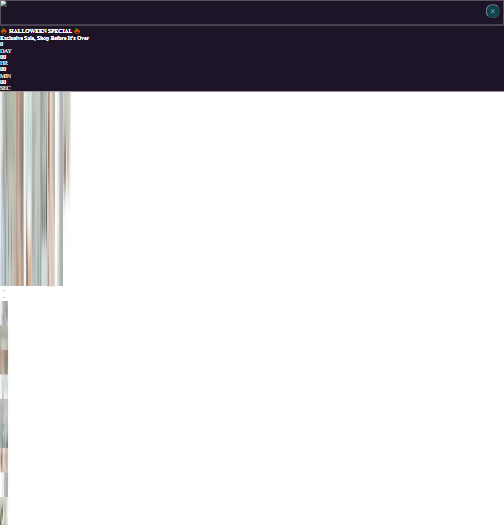 🎃 HALLOWEEN SPECIAL 🎃
Exclusive Sale, Shop Before It's Over
0
DAY
00
HR
00
MIN
00
SEC